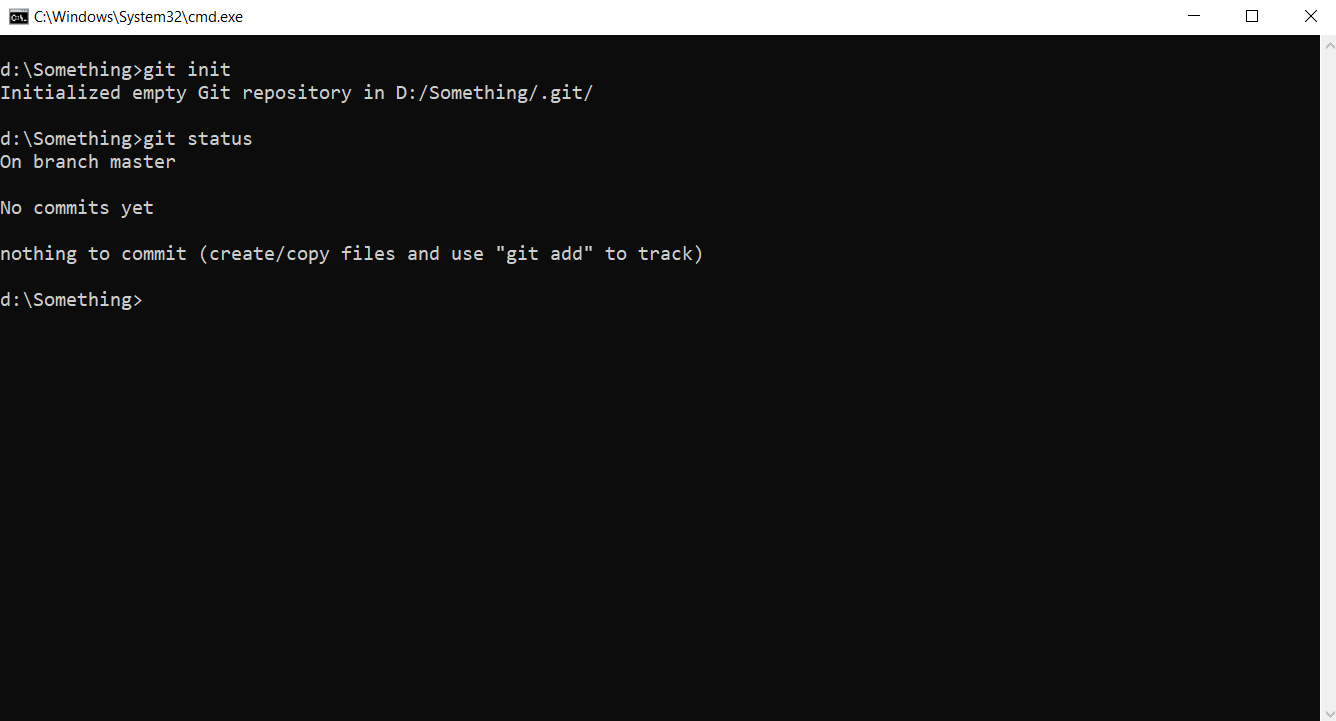 C:\Windows\System32\cmd.exe
d:\Something>git init
Initialized empty Git repository in D:/Something/.git/
d:\Something>git status
On branch master
No commits yet
nothing to commit (create/copy files and use "git add" to track)
d:\Something>